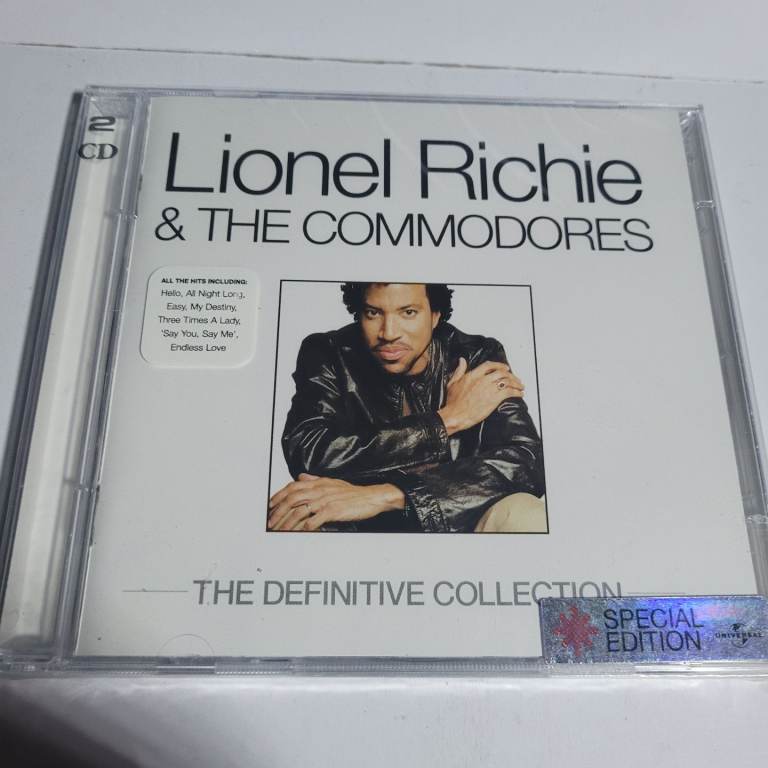 2
CD
Lionel Richie
& THE COMMODORES
ALL THE HITS INCLUDING:
Hello, All Night Long,
Easy, My Destiny,
Three Times A Lady,
'Say You, Say Me',
Endless Love
THE DEFINITIVE COLLECTION
SPECIAL
EDITION
UNIVERSAL